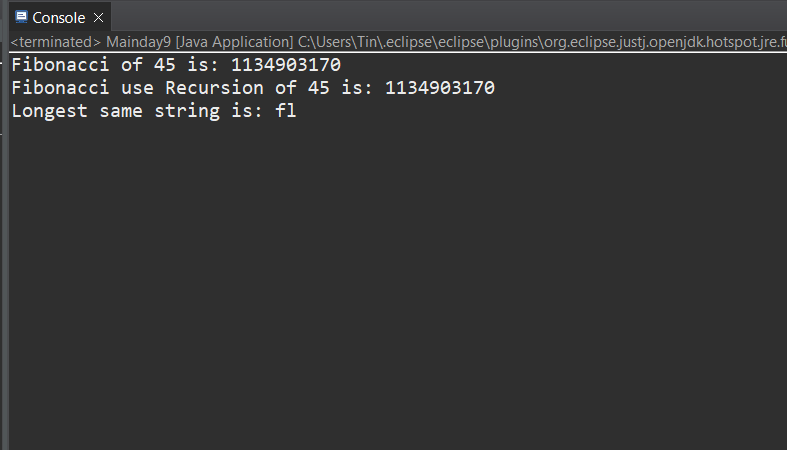 Console
<terminated> Mainday9 [Java Application] C:\Users\Tin\.eclipse\eclipse\plugins\org.eclipse.justj.openjdk.hotspot.jre.fu
Fibonacci of 45 is: 1134903170
Fibonacci use Recursion of 45 is: 1134903170
Longest same string is: fl